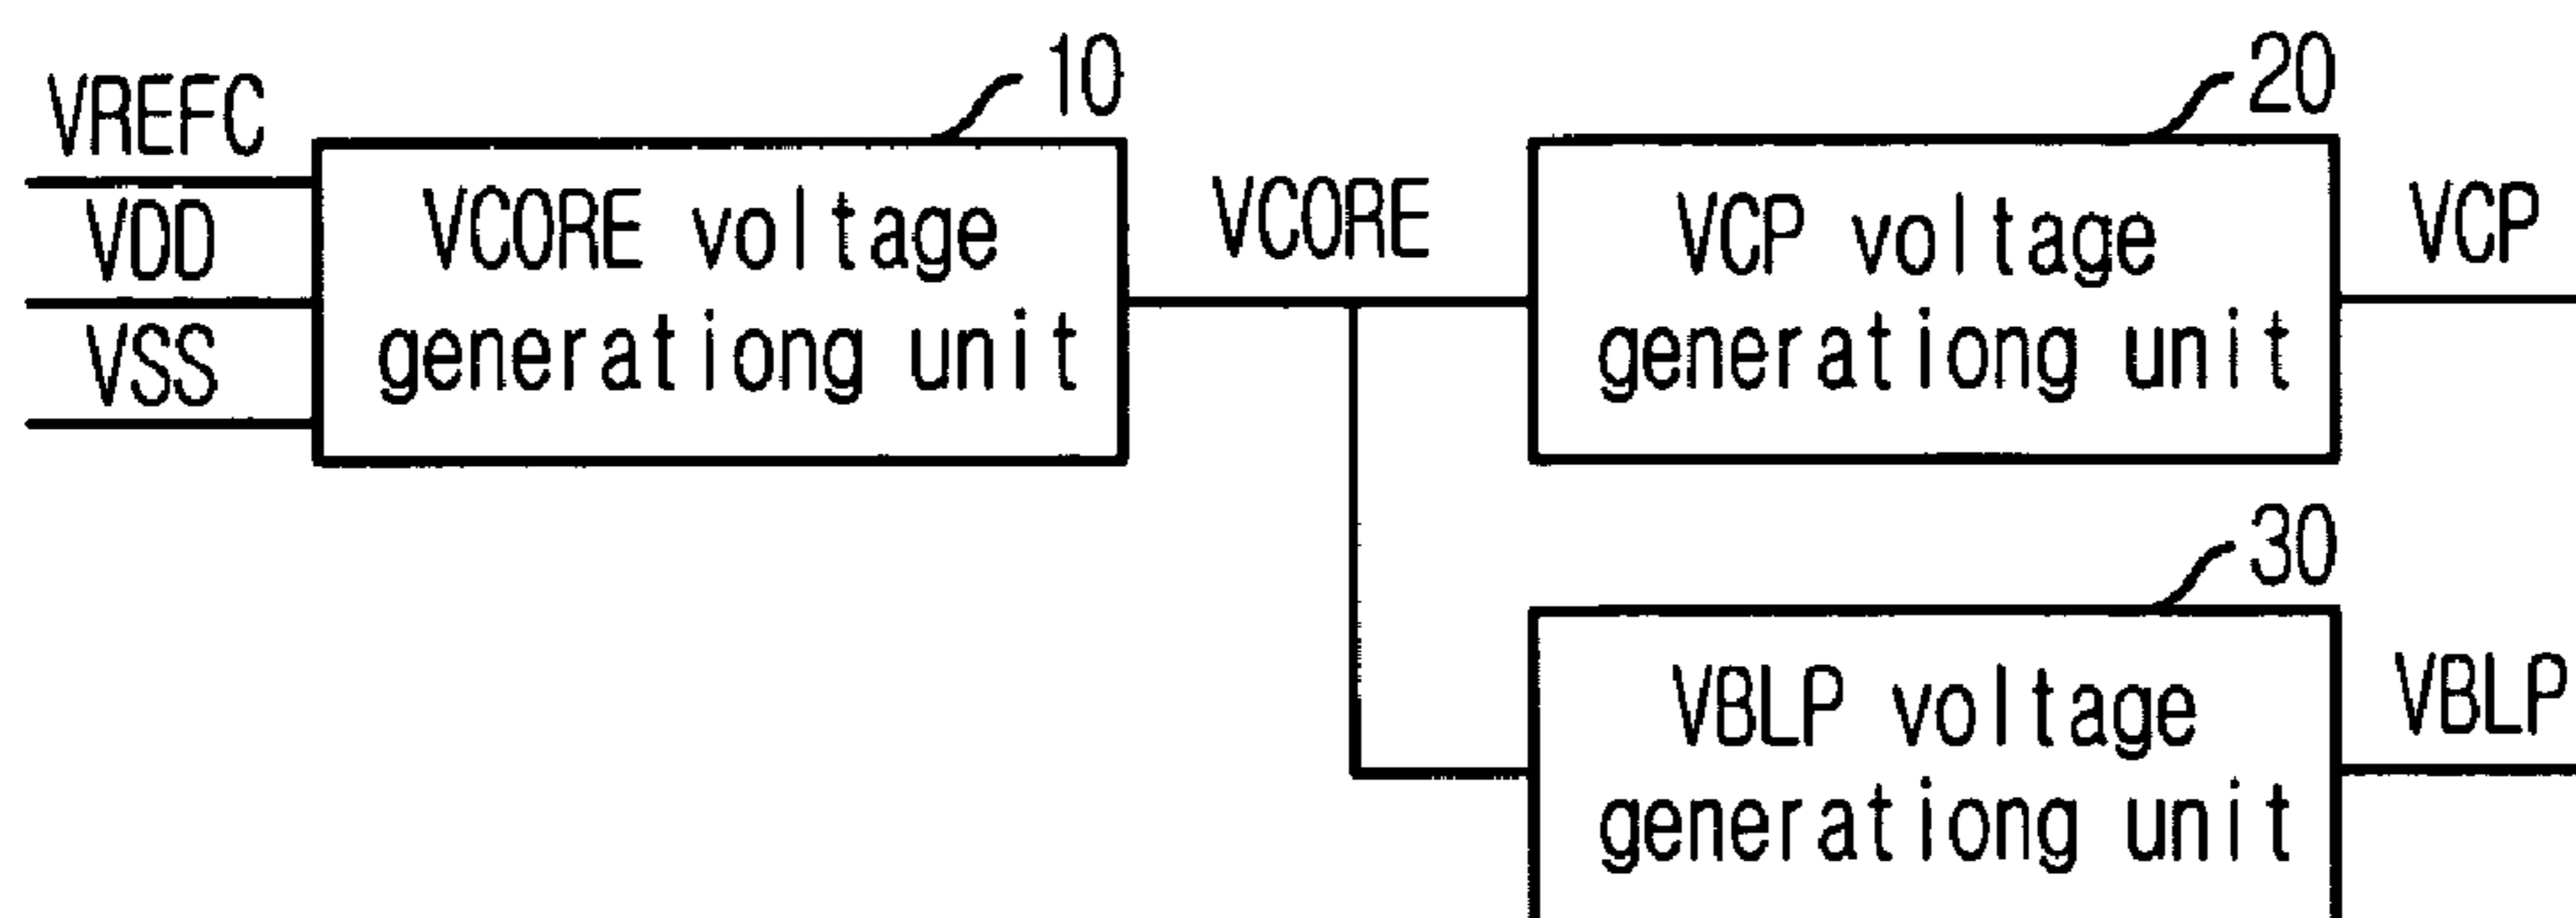 VREFC
VDD
VSS
10
VCORE voltage
generationg unit
VCORE
20
VCP voltage
generationg unit
VCP
30
VBLP voltage
generationg unit
VBLP